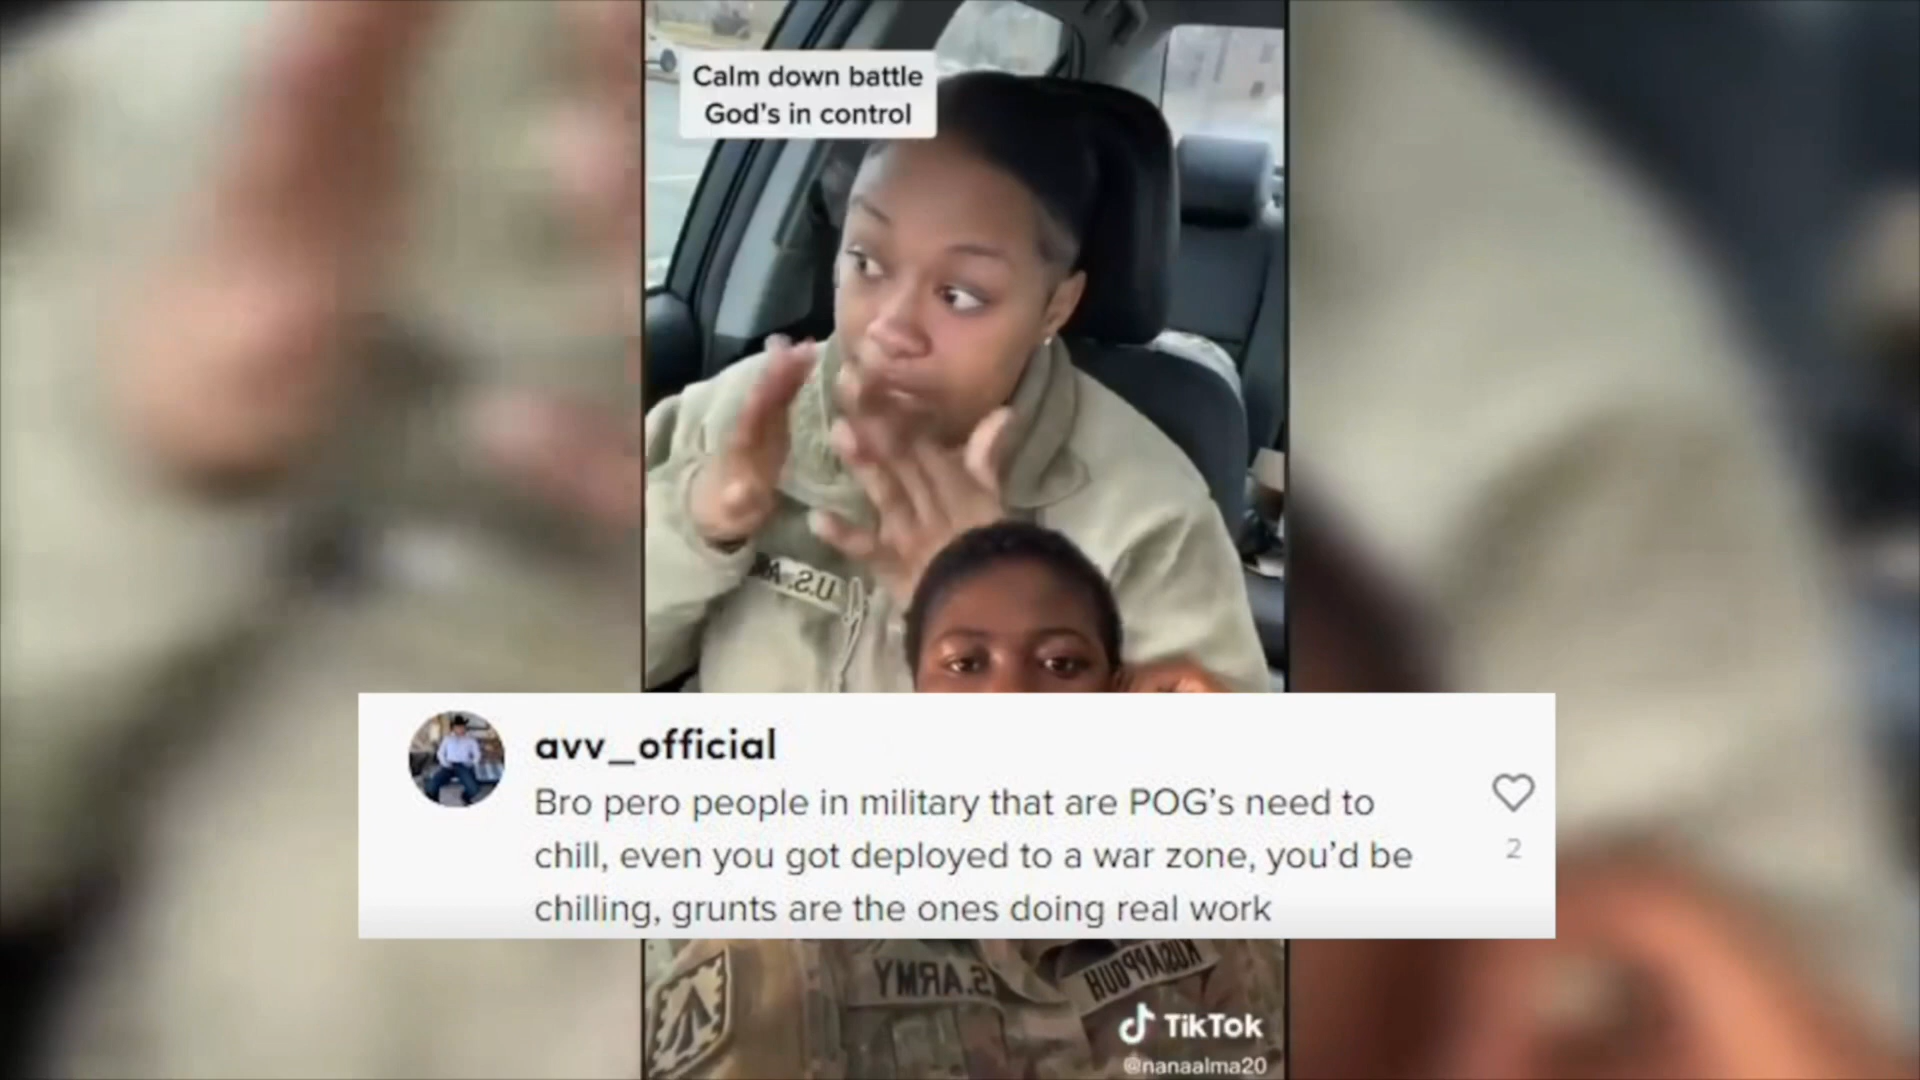 Calm down battle
God's in control
U.S. A
avv_official
Bro pero people in military that are POG's need to
chill, even you got deployed to a war zone, you'd be
chilling, grunts are the ones doing real work
2
S.ARMY
KUSIAPPOUH
TikTok
@nanaalma20